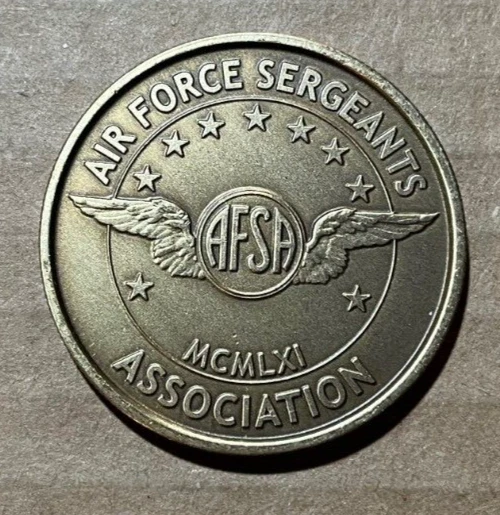 AIR FORCE SERGEANTS
AFSA
MCMLXI
ASSOCIATION